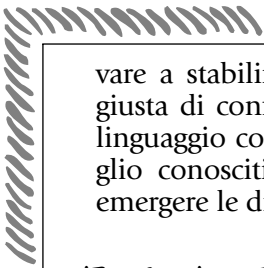 vare a stabili
giusta di con
linguaggio co
glio conosciti
emergere le d